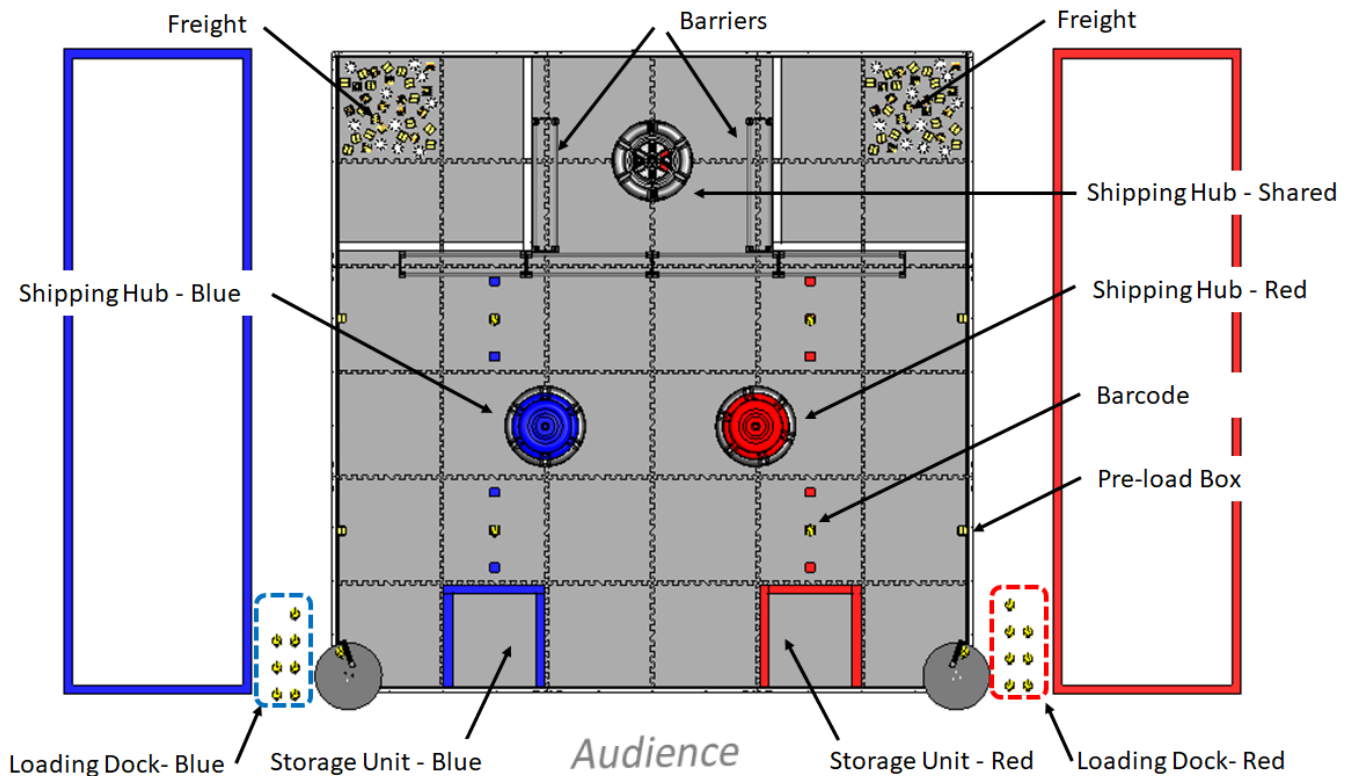 Freight
Barriers
Freight
Shipping Hub - Shared
Shipping Hub - Blue
Shipping Hub - Red
Barcode
Pre-load Box
Loading Dock- Blue
Storage Unit - Blue
Audience
Storage Unit - Red
Loading Dock- Red